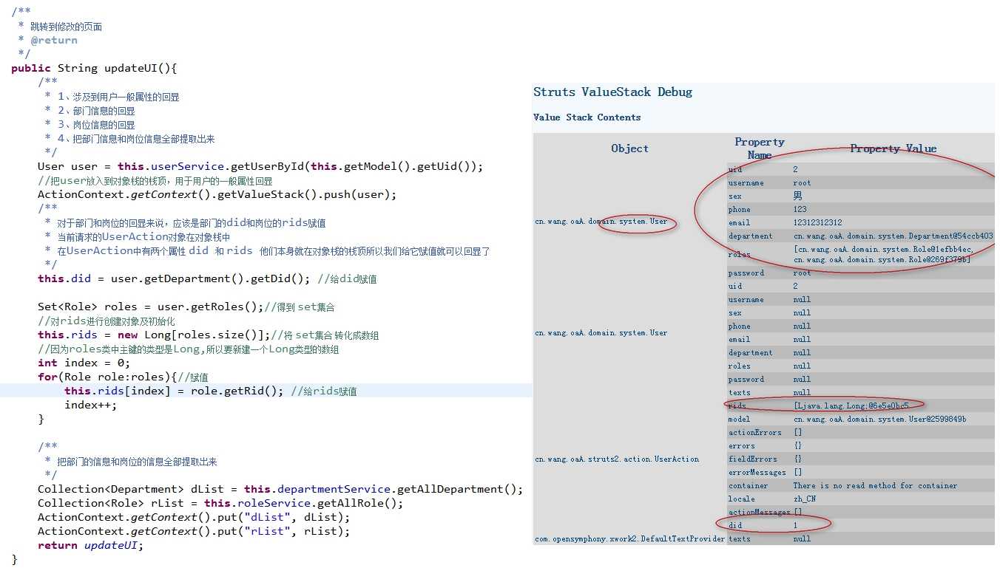 /**
 * 跳转到修改的页面
 * @return
 */
public String updateUI(){
/**
 * 1、涉及到用户一般属性的回显
 * 2、部门信息的回显
 * 3、岗位信息的回显
 * 4、把部门信息和岗位信息全部提取出来
 */
User user = this.userService.getUserById(this.getModel().getUid());
//把user放入到对象栈的栈顶，用于用户的一般属性回显
ActionContext.getContext().getValueStack().push(user);
/**
 * 对于部门和岗位的回显来说，应该是部门的did和岗位的rids赋值
 * 当前请求的UserAction对象在对象栈中
 * 在UserAction中有两个属性 did 和 rids 他们本身就在对象栈的栈顶所以我们给它赋值就可以回显了
 */
this.did = user.getDepartment().getDid(); //给did赋值
Set<Role> roles = user.getRoles();//得到 set集合
//对rids进行创建对象及初始化
this.rids = new Long[roles.size()];//将 set集合 转化成数组
//因为roles类中主键的类型是Long,所以要新建一个Long类型的数组
int index = 0;
for(Role role:roles){//赋值
this.rids[index] = role.getRid(); //给rids赋值
index++;
}
/**
 * 把部门的信息和岗位的信息全部提取出来
 */
Collection<Department> dList = this.departmentService.getAllDepartment();
Collection<Role> rList = this.roleService.getAllRole();
ActionContext.getContext().put("dList", dList);
ActionContext.getContext().put("rList", rList);
return updateUI;
}
Struts ValueStack Debug
Value Stack Contents
Object Property Name Property Value
cn.wang.oaA.domain.system.User
uid 2
username root
sex 男
phone 123
email 12312312312
department cn.wang.oaA.domain.system.Department@54ccb403
roles [cn.wang.oaA.domain.system.Role@1efbb4ec,
cn.wang.oaA.domain.system.Role@269f379b]
password root
cn.wang.oaA.domain.system.User
uid 2
username null
sex null
phone null
email null
department null
roles null
password null
cn.wang.oaA.struts2.action.UserAction
texts null
rids [Ljava.lang.Long;@6e5e0bc5
model cn.wang.oaA.domain.system.User@2599849b
actionErrors []
errors {}
fieldErrors {}
errorMessages []
container There is no read method for container
locale zh_CN
actionMessages []
did 1
com.opensymphony.xwork2.DefaultTextProvider texts null